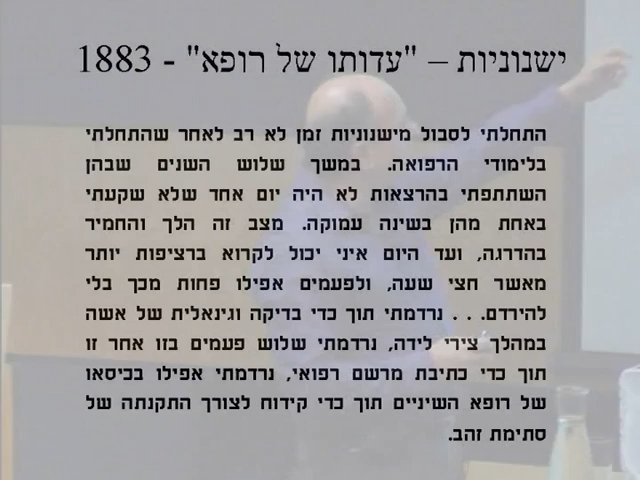 ישנוניות – "עדותו של רופא" - 1883
התחלתי לסבול מישנוניות זמן לא רב לאחר שהתחלתי
בלימודי הרפואה. במשך שלוש השנים שבהן
השתתפתי בהרצאות לא היה יום אחד שלא שקעתי
באחת מהן בשינה עמוקה. מצב זה הלך והחמיר
בהדרגה, ועד היום איני יכול לקרוא ברציפות יותר
מאשר חצי שעה, ולפעמים אפילו פחות מכך בלי
להירדם. . . נרדמתי תוך כדי בדיקה וגינאלית של אשה
במהלך צירי לידה, נרדמתי שלוש פעמים בזו אחר זו
תוך כדי כתיבת מרשם רפואי, נרדמתי אפילו בכיסאו
של רופא השיניים תוך כדי קידוח לצורך התקנתה של
סתימת זהב.